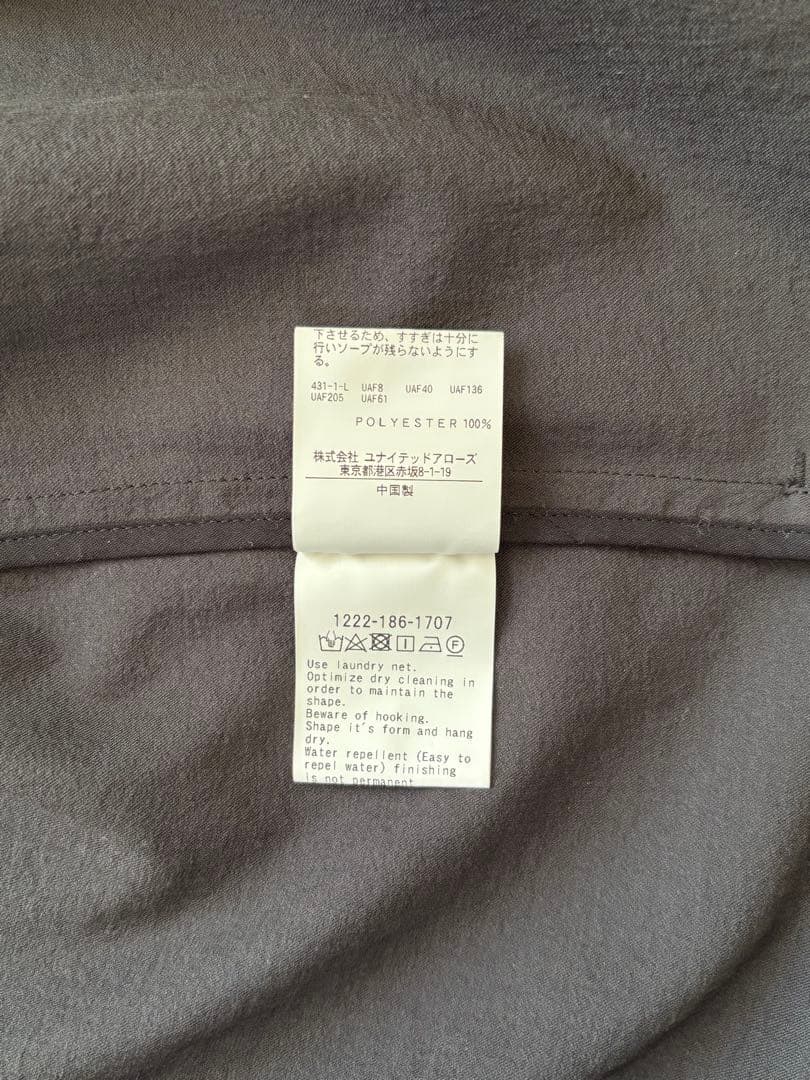 下させるため、すすぎは十分に
行いソープが残らないようにす
る。
431-1-L UAF8 UAF40 UAF136
UAF205 UAF61
POLYESTER 100%
株式会社 ユナイテッドアローズ
東京都港区赤坂8-1-19
中国製
1222-186-1707
F
Use laundry net.
Optimize dry cleaning in
order to maintain the
shape.
Beware of hooking.
Shape it's form and hang
dry.
Water repellent (Easy to
repel water) finishing
is not permanent